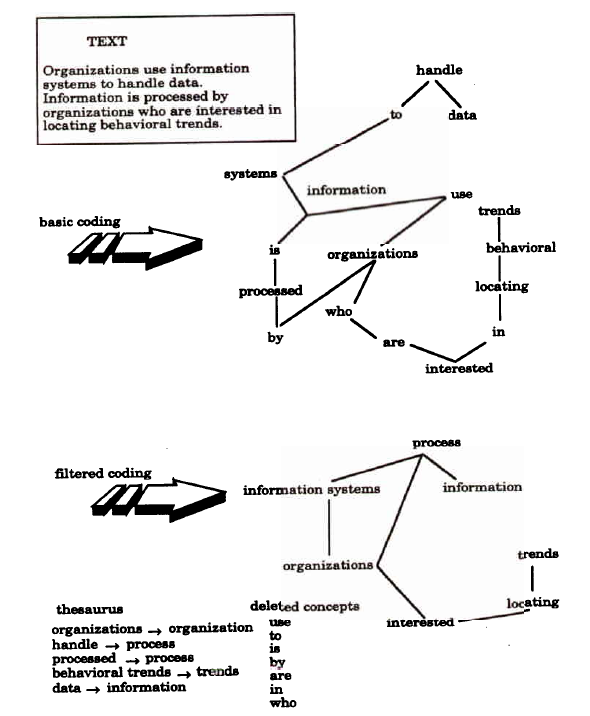 TEXT
Organizations use information
systems to handle data.
Information is processed by
organizations who are interested in
locating behavioral trends.
handle
to
data
systems
information
use
trends
basic coding
is
organizations
behavioral
processed
locating
who
by
are
in
interested
process
filtered coding
information systems
information
organizations
trends
locating
interested
thesaurus
organizations → organization
handle → process
processed → process
behavioral trends → trends
data → information
deleted concepts
use
to
is
by
are
in
who